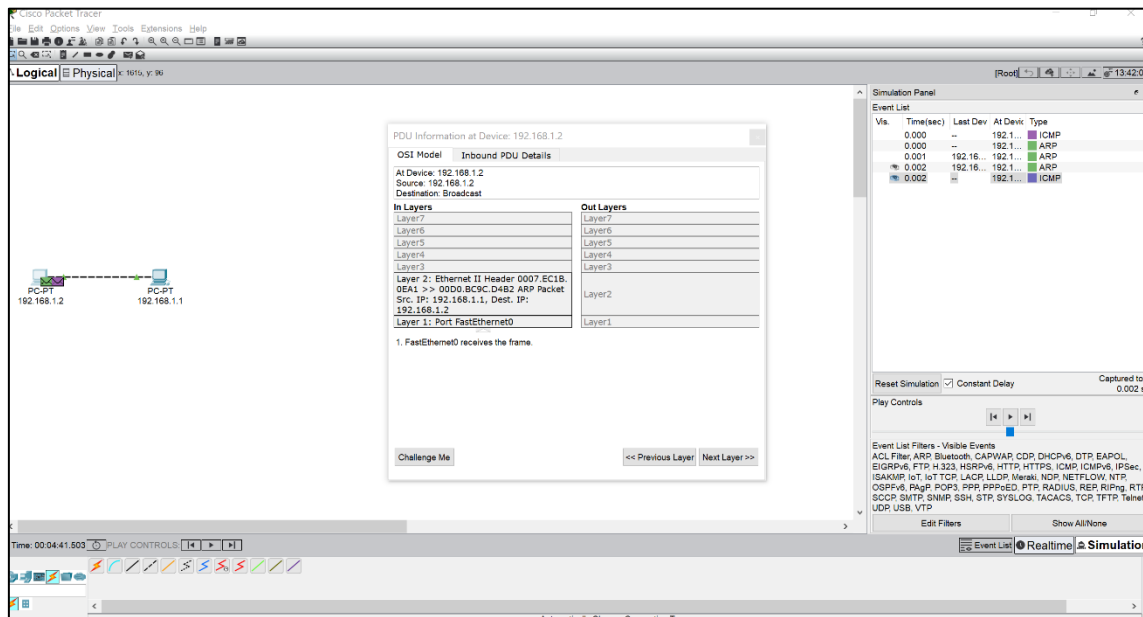 Cisco Packet Tracer
File Edit Options View Tools Extensions Help
Logical Physical x: 1615, y: 96
[Root] 13:42:0
PC-PT
192.168.1.2
PC-PT
192.168.1.1
PDU Information at Device: 192.168.1.2
OSI Model Inbound PDU Details
At Device: 192.168.1.2
Source: 192.168.1.2
Destination: Broadcast
In Layers
Layer7
Layer6
Layer5
Layer4
Layer3
Layer 2: Ethernet II Header 0007.EC1B.
0EA1 >> 00D0.BC9C.D4B2 ARP Packet
Src. IP: 192.168.1.1, Dest. IP:
192.168.1.2
Layer 1: Port FastEthernet0
Out Layers
Layer7
Layer6
Layer5
Layer4
Layer3
Layer2
Layer1
1. FastEthernet0 receives the frame.
Challenge Me << Previous Layer Next Layer >>
Simulation Panel
Event List
Vis. Time(sec) Last Dev At Devic Type
0.000 -- 192.1... ICMP
0.000 -- 192.1... ARP
0.001 192.16... 192.1... ARP
0.002 192.16... 192.1... ARP
0.002 -- 192.1... ICMP
Reset Simulation Constant Delay
Captured to
0.002 s
Play Controls
Event List Filters - Visible Events
ACL Filter, ARP, Bluetooth, CAPWAP, CDP, DHCPv6, DTP, EAPOL,
EIGRPv6, FTP, H.323, HSRPv6, HTTP, HTTPS, ICMP, ICMPv6, IPSec,
ISAKMP, IoT, IoT TCP, LACP, LLDP, Meraki, NDP, NETFLOW, NTP,
OSPFv6, PAgP, POP3, PPP, PPPoED, PTP, RADIUS, REP, RIPng, RTP
SCCP, SMTP, SNMP, SSH, STP, SYSLOG, TACACS, TCP, TFTP, Telnet
UDP, USB, VTP
Edit Filters Show All/None
Time: 00:04:41.503 PLAY CONTROLS:
Event List Realtime Simulation